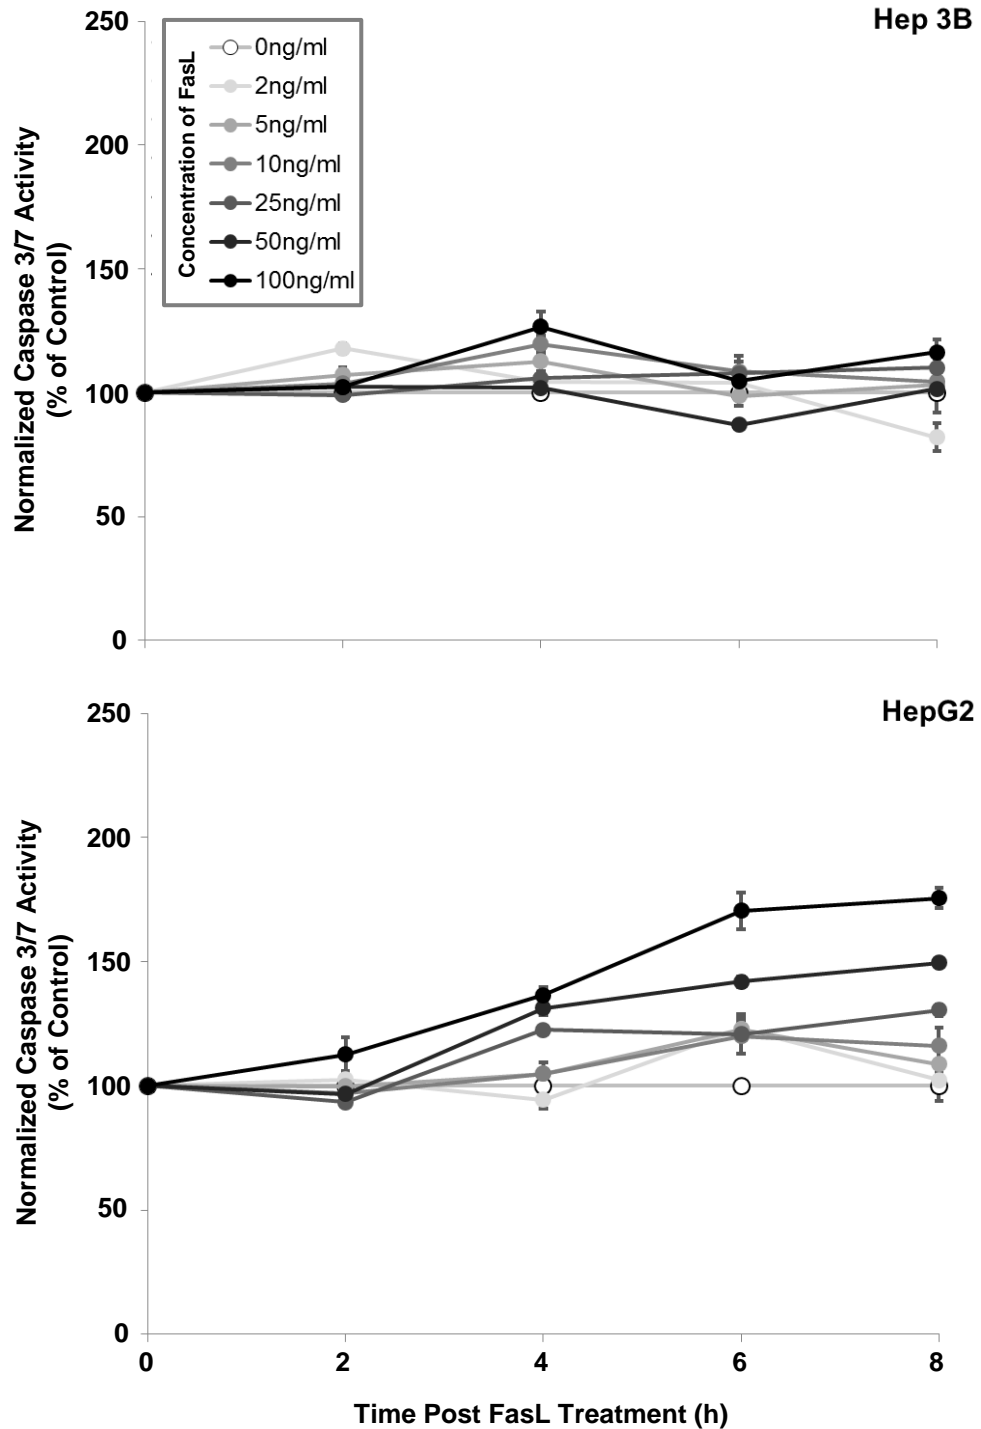 Hep 3B
250
200
150
100
50
0
Normalized Caspase 3/7 Activity
(% of Control)
Concentration of FasL
0ng/ml
2ng/ml
5ng/ml
10ng/ml
25ng/ml
50ng/ml
100ng/ml
HepG2
250
200
150
100
50
0
Normalized Caspase 3/7 Activity
(% of Control)
0 2 4 6 8
Time Post FasL Treatment (h)